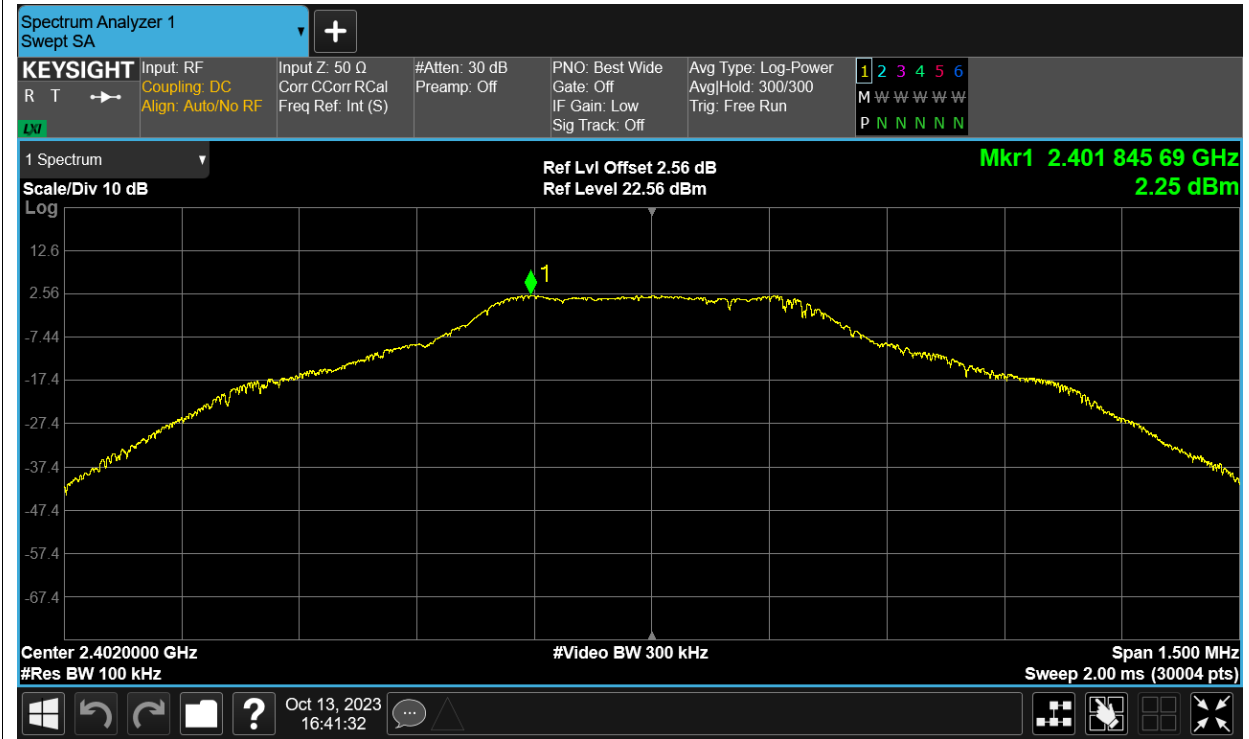 Spectrum Analyzer 1
Swept SA
KEYSIGHT
R T
LXI
Input: RF
Coupling: DC
Align: Auto/No RF
Input Z: 50 Ω
Corr CCorr RCal
Freq Ref: Int (S)
#Atten: 30 dB
Preamp: Off
PNO: Best Wide
Gate: Off
IF Gain: Low
Sig Track: Off
Avg Type: Log-Power
Avg|Hold: 300/300
Trig: Free Run
1 2 3 4 5 6
M W W W W W W
P N N N N N N
1 Spectrum
Scale/Div 10 dB
Log
Ref Lvl Offset 2.56 dB
Ref Level 22.56 dBm
Mkr1 2.401 845 69 GHz
2.25 dBm
12.6
2.56
-7.44
-17.4
-27.4
-37.4
-47.4
-57.4
-67.4
1
Center 2.4020000 GHz
#Res BW 100 kHz
#Video BW 300 kHz
Span 1.500 MHz
Sweep 2.00 ms (30004 pts)
?
Oct 13, 2023
16:41:32